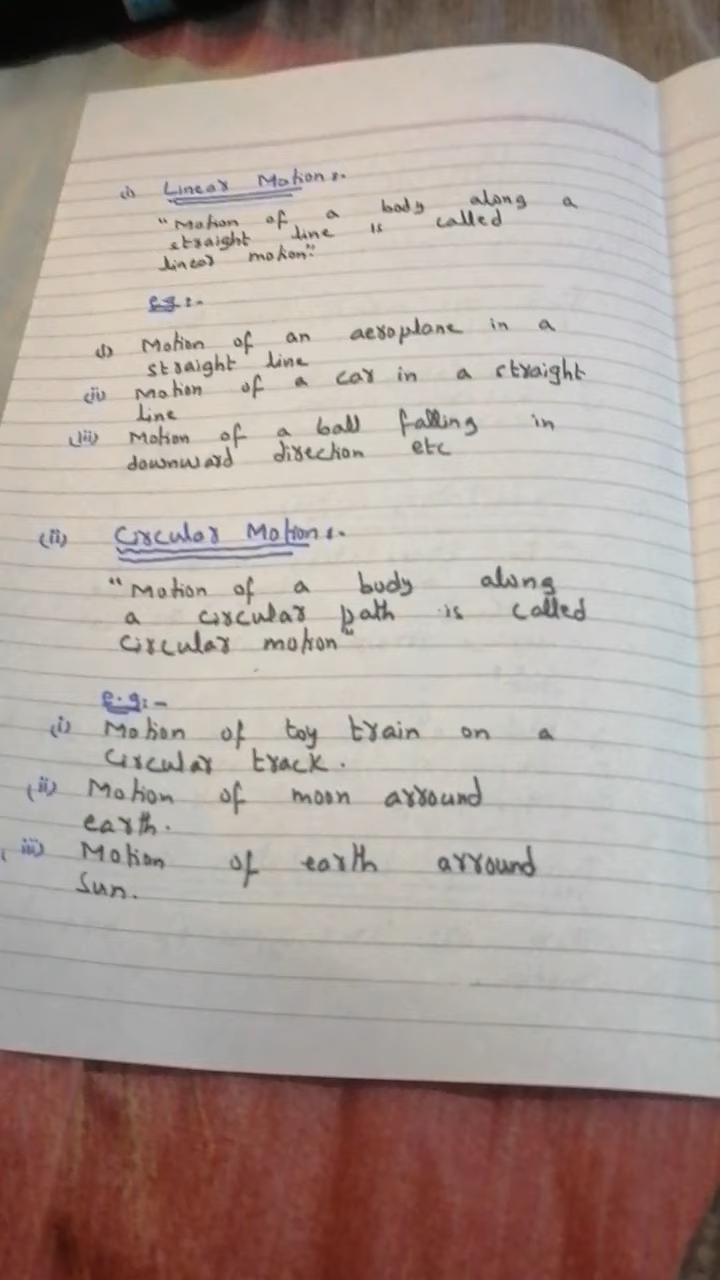 (i) Linear Motion:-
"Motion of a body along a
straight line is called
linear motion"
e.g:-
(i) Motion of an aeroplane in a
straight line
(ii) Motion of a car in a straight
line
(iii) Motion of a ball falling in
downward direction etc
(ii) Circular Motion:-
"Motion of a body along
a circular path is called
circular motion"
e.g:-
(i) Motion of toy train on a
circular track.
(ii) Motion of moon arround
earth.
(iii) Motion of earth arround
Sun.